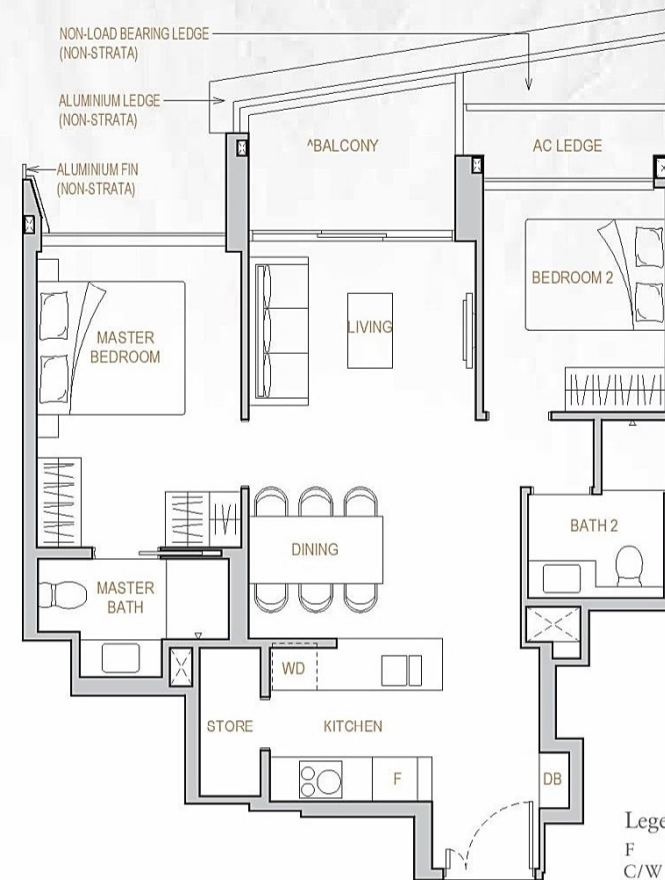 NON-LOAD BEARING LEDGE
(NON-STRATA)
ALUMINIUM LEDGE
(NON-STRATA)
^BALCONY
AC LEDGE
ALUMINIUM FIN
(NON-STRATA)
BEDROOM 2
LIVING
MASTER
BEDROOM
DINING
BATH 2
MASTER
BATH
WD
STORE
KITCHEN
F
DB
Lege
F
C/W